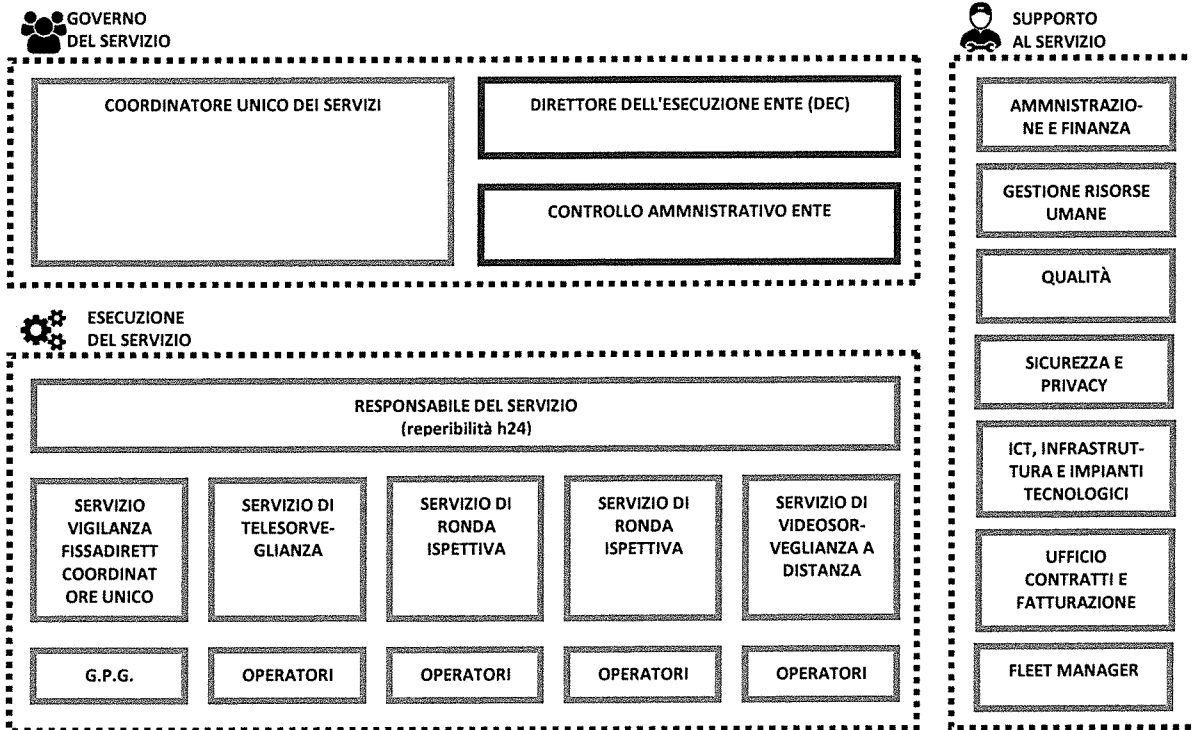 GOVERNO
DEL SERVIZIO
COORDINATORE UNICO DEI SERVIZI
DIRETTORE DELL'ESECUZIONE ENTE (DEC)
CONTROLLO AMMNISTRATIVO ENTE
ESECUZIONE
DEL SERVIZIO
RESPONSABILE DEL SERVIZIO
(reperibilità h24)
SERVIZIO
VIGILANZA
FISSADIRETT
COORDINAT
ORE UNICO
SERVIZIO DI
TELESORVE-
GLIANZA
SERVIZIO DI
RONDA
ISPETTIVA
SERVIZIO DI
RONDA
ISPETTIVA
SERVIZIO DI
VIDEOSOR-
VEGLIANZA A
DISTANZA
G.P.G.
OPERATORI
OPERATORI
OPERATORI
OPERATORI
SUPPORTO
AL SERVIZIO
AMMNISTRAZIO-
NE E FINANZA
GESTIONE RISORSE
UMANE
QUALITÀ
SICUREZZA E
PRIVACY
ICT, INFRASTRUT-
TURA E IMPIANTI
TECNOLOGICI
UFFICIO
CONTRATTI E
FATTURAZIONE
FLEET MANAGER